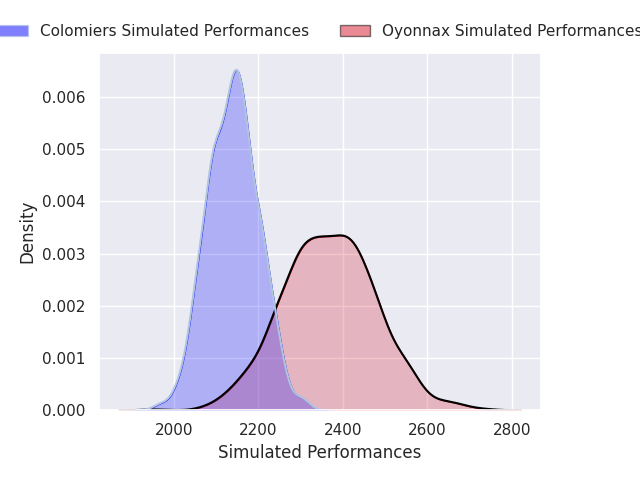 Colomiers Simulated Performances
Oyonnax Simulated Performances
0.006
0.005
0.004
0.003
0.002
0.001
0.000
Density
2000 2200 2400 2600 2800
Simulated Performances